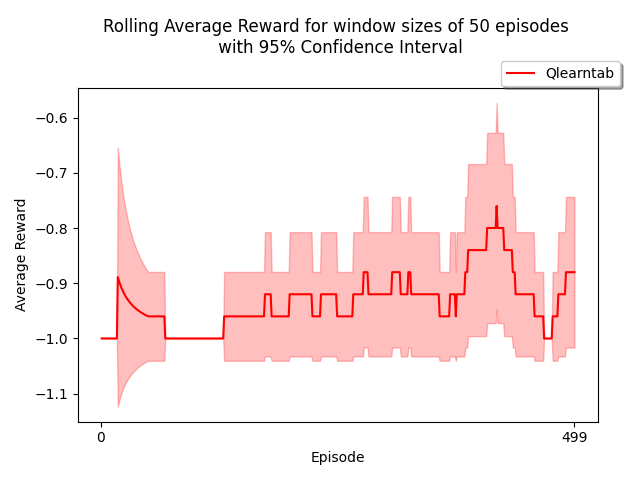 Rolling Average Reward for window sizes of 50 episodes
with 95% Confidence Interval
Qlearntab
Average Reward
−0.6
−0.7
−0.8
−0.9
−1.0
−1.1
0
499
Episode